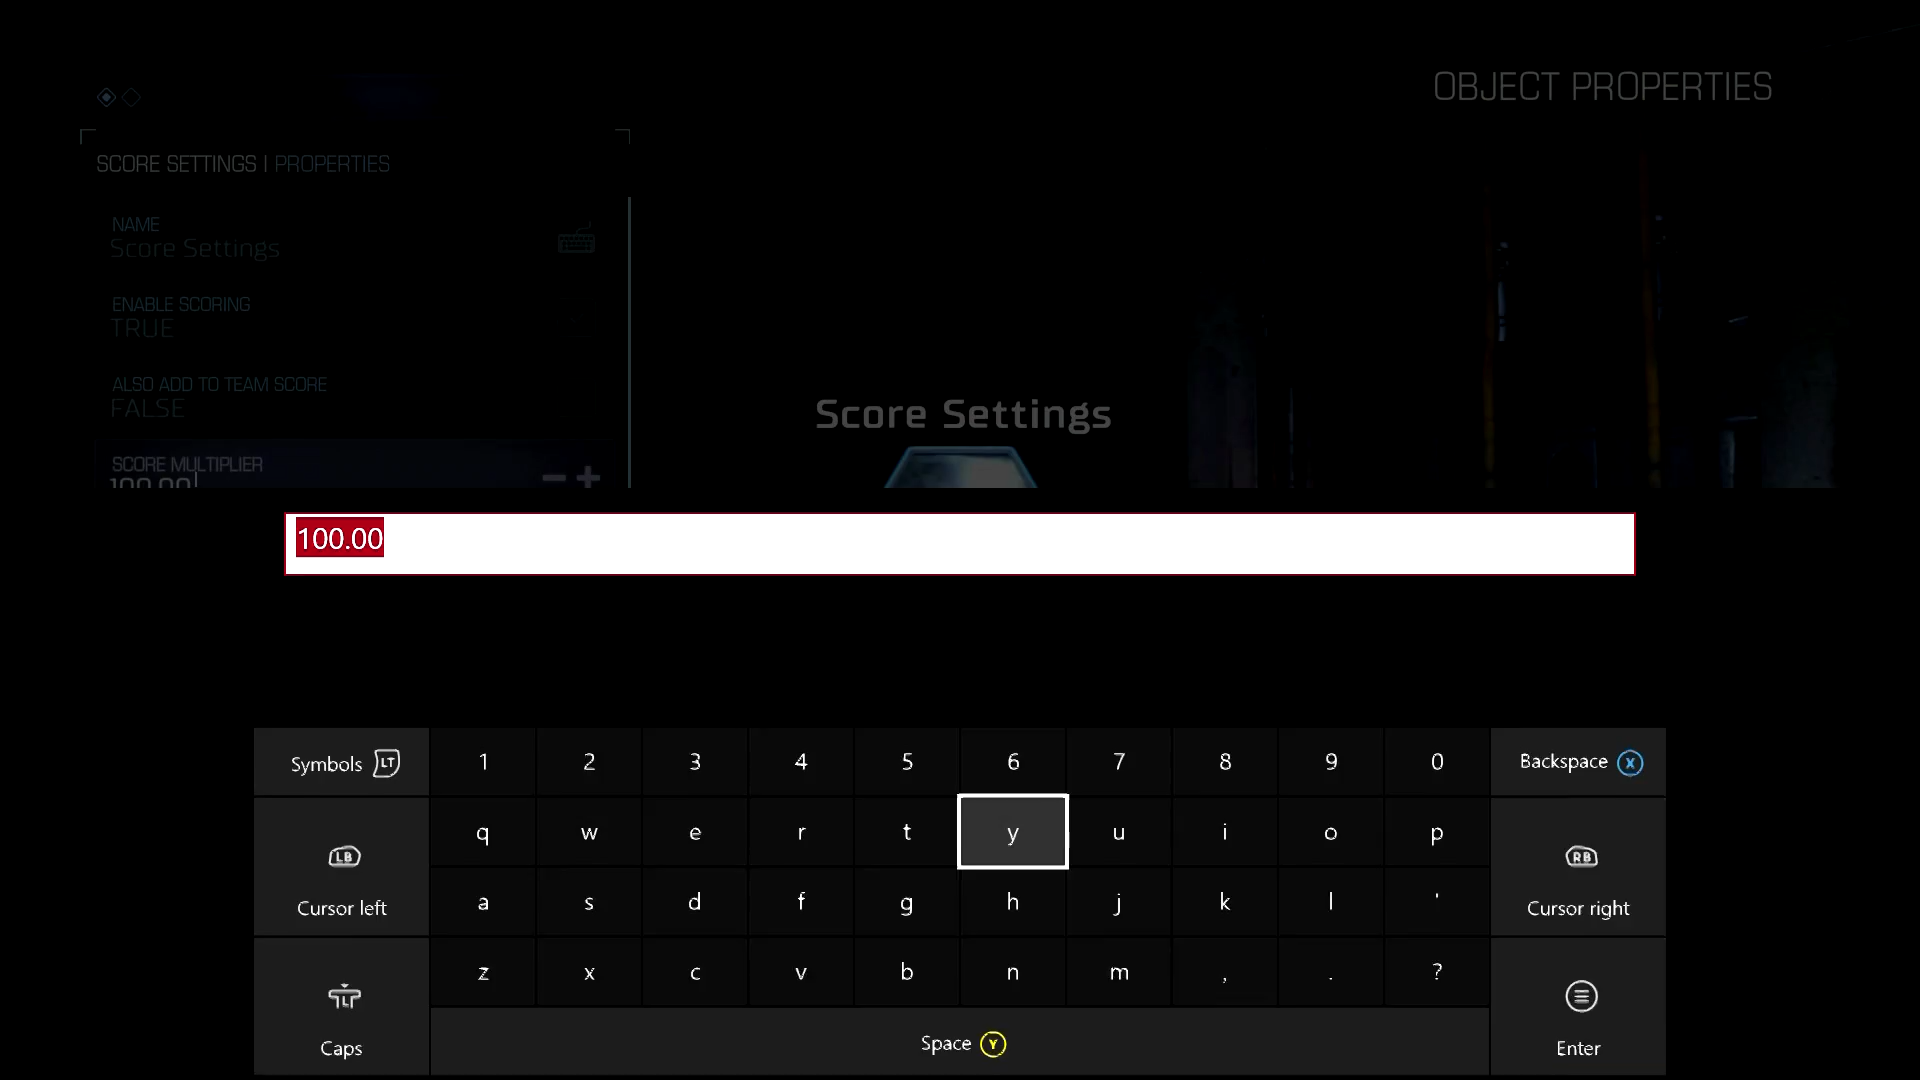 OBJECT PROPERTIES
SCORE SETTINGS | PROPERTIES
NAME
Score Settings
ENABLE SCORING
TRUE
ALSO ADD TO TEAM SCORE
FALSE
Score Settings
SCORE MULTIPLIER
100.00
100.00
Symbols LT 1 2 3 4 5 6 7 8 9 0 Backspace X
q w e r t y u i o p
LB RB
Cursor left a s d f g h j k l ' Cursor right
z x c v b n m , . ?
Caps Space Y Enter